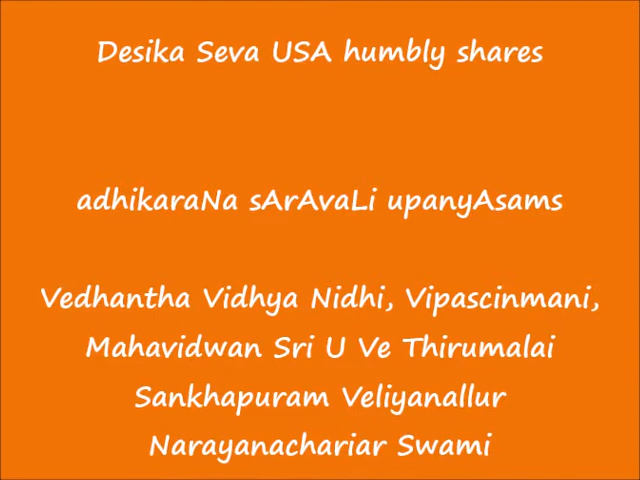 Desika Seva USA humbly shares
adhikaraNa sArAvaLi upanyAsams
Vedhantha Vidhya Nidhi, Vipascinmani,
Mahavidwan Sri U Ve Thirumalai
Sankhapuram Veliyanallur
Narayanachariar Swami